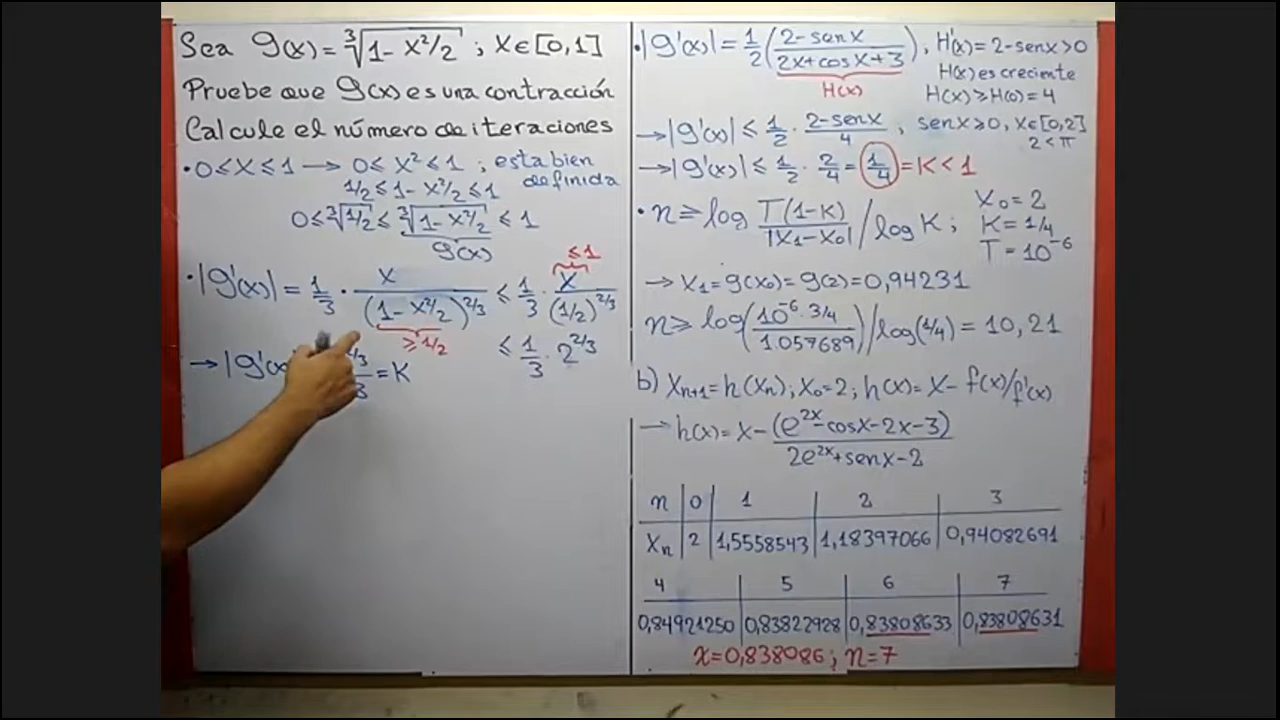 Sea g(x) = ∛(1-x²/2) ; x∈[0,1]
Pruebe que g(x) es una contracción
Calcule el número de iteraciones
• 0≤x≤1 → 0≤x²≤1 ; esta bien definida
1/2 ≤ 1-x²/2 ≤ 1
0 ≤ ∛(1/2) ≤ ∛(1-x²/2) ≤ 1
g(x)
≤1
• |g'(x)| = 1/3 · x/(1-x²/2)^(2/3) ≤ 1/3 · x/(1/2)^(2/3)
≥1/2
≤ 1/3 · 2^(2/3)
→ |g'(x) = K
• |g'(x)| = 1/2 ((2-senx)/(2x+cosx+3)) , H'(x) = 2-senx>0
H(x)
H(x) es creciente
H(x) ≥ H(0) = 4
→ |g'(x)| ≤ 1/2 · (2-senx)/4 , senx≥0, x∈[0,2]
2<π
→ |g'(x)| ≤ 1/2 · 2/4 = 1/4 = K < 1
• n ≥ log T(1-K)/|x₁-x₀| / log K ;
x₀ = 2
K = 1/4
T = 10⁻⁶
→ x₁ = g(x₀) = g(2) = 0,94231
n ≥ log(10⁻⁶·3/4 / 1.057689)/log(1/4) = 10,21
b) xₙ₊₁ = h(xₙ) ; x₀=2 ; h(x) = x - f(x)/f'(x)
→ h(x) = x - (e^(2x) - cosx - 2x - 3)/(2e^(2x) + senx - 2)
n 0 1 2 3
xₙ 2 1,5558543 1,18397066 0,94082691
4 5 6 7
0,84921250 0,83822928 0,83808633 0,83808631
x = 0,838086 ; n = 7